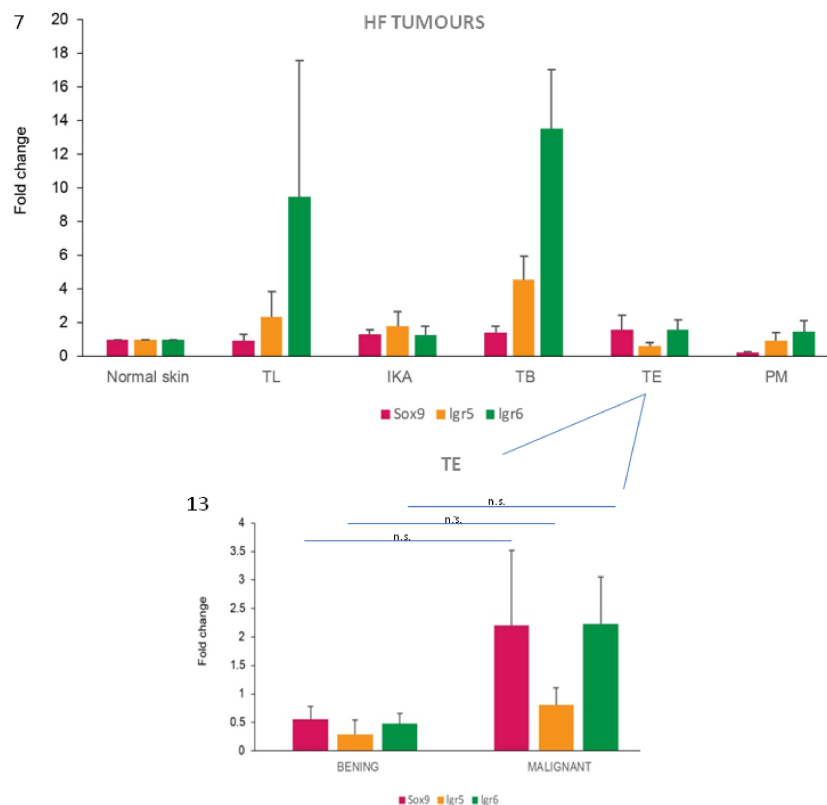 7
HF TUMOURS
20
18
16
14
12
10
8
6
4
2
0
Fold change
Normal skin TL IKA TB TE PM
Sox9 lgr5 lgr6
TE
13
n.s.
n.s.
n.s.
4
3.5
3
2.5
2
1.5
1
0.5
0
Fold change
BENING MALIGNANT
Sox9 lgr5 lgr6